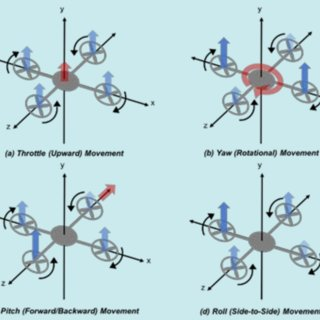 y
y
x
z
z
(a) Throttle (Upward) Movement
(b) Yaw (Rotational) Movement
y
y
x
z
z
Pitch (Forward/Backward) Movement
(d) Roll (Side-to-Side) Movement